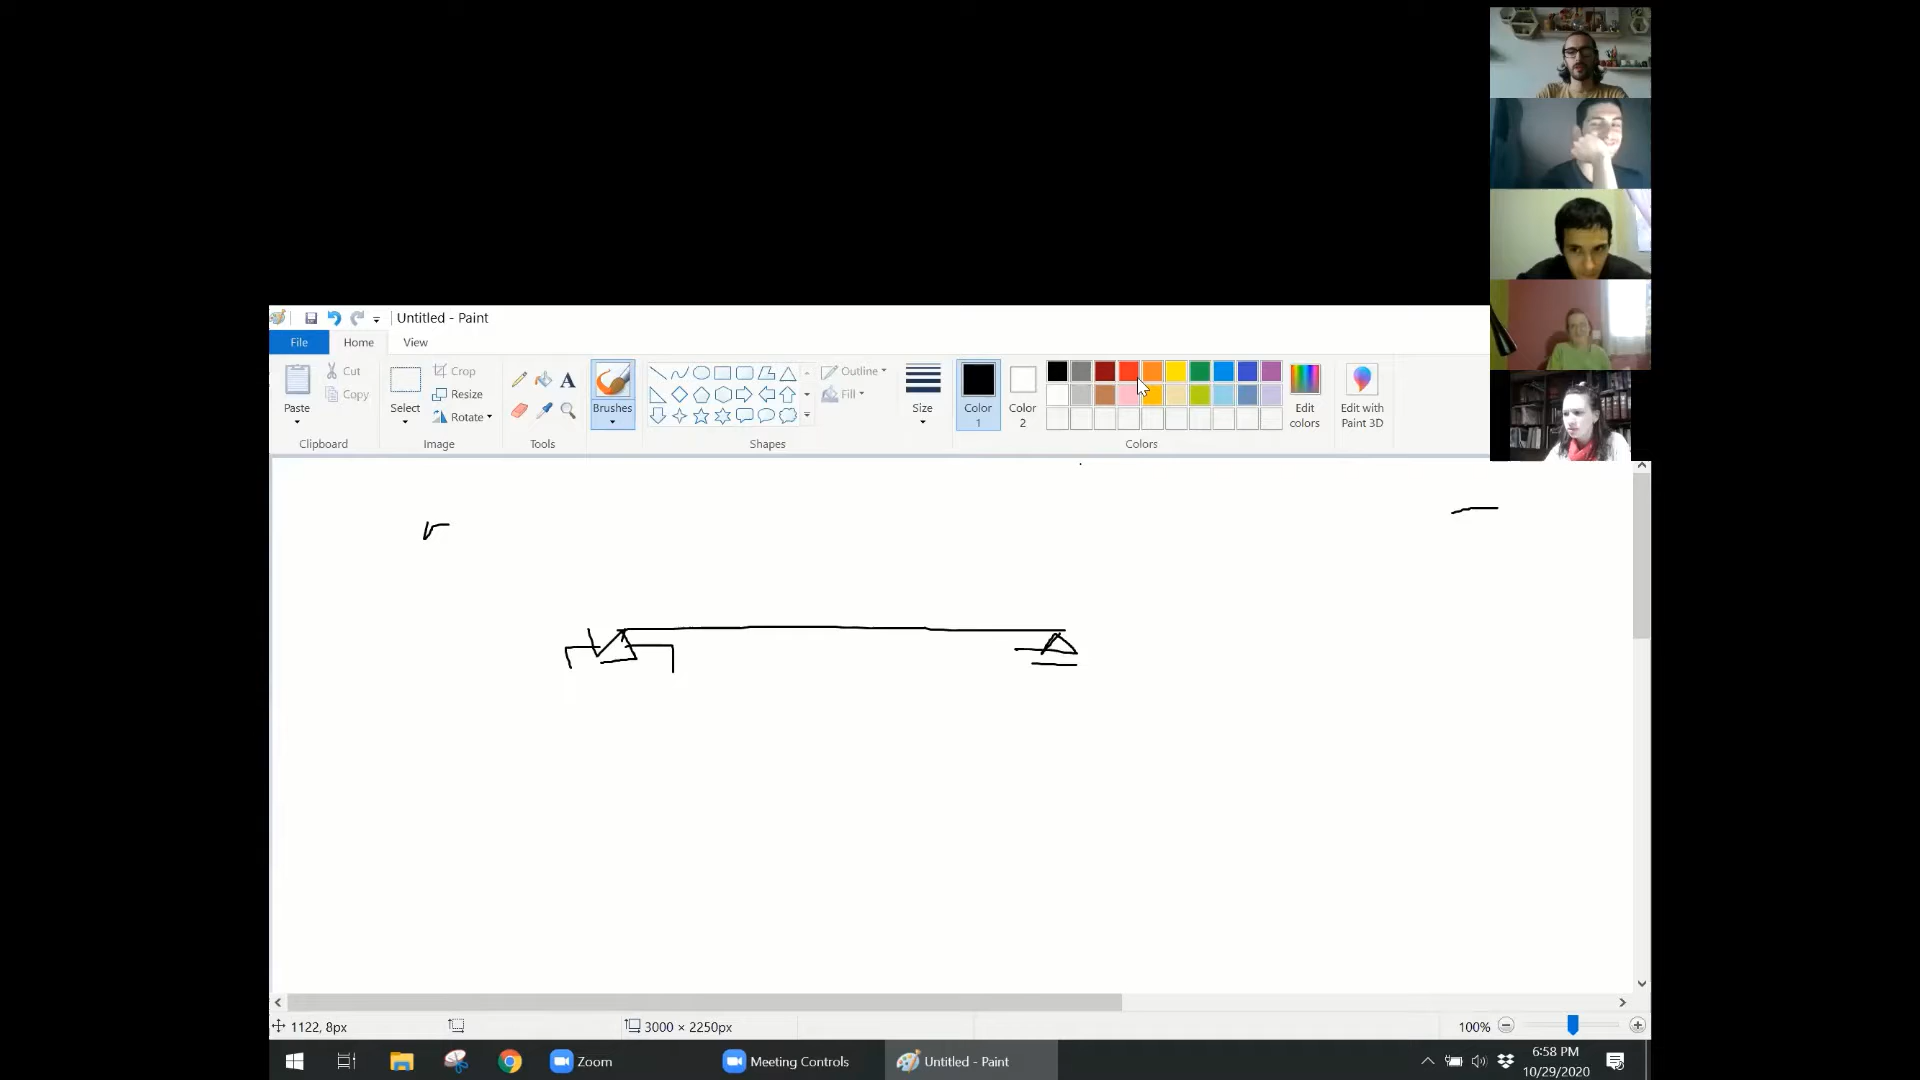 Untitled - Paint
File Home View
Paste
Cut
Copy
Clipboard
Select
Crop
Resize
Rotate
Image
A
Tools
Brushes
Shapes
Outline
Fill
Size
Color 1
Color 2
Colors
Edit colors
Edit with Paint 3D
1122, 8px
3000 × 2250px
100%
Zoom
Meeting Controls
Untitled - Paint
6:58 PM
10/29/2020